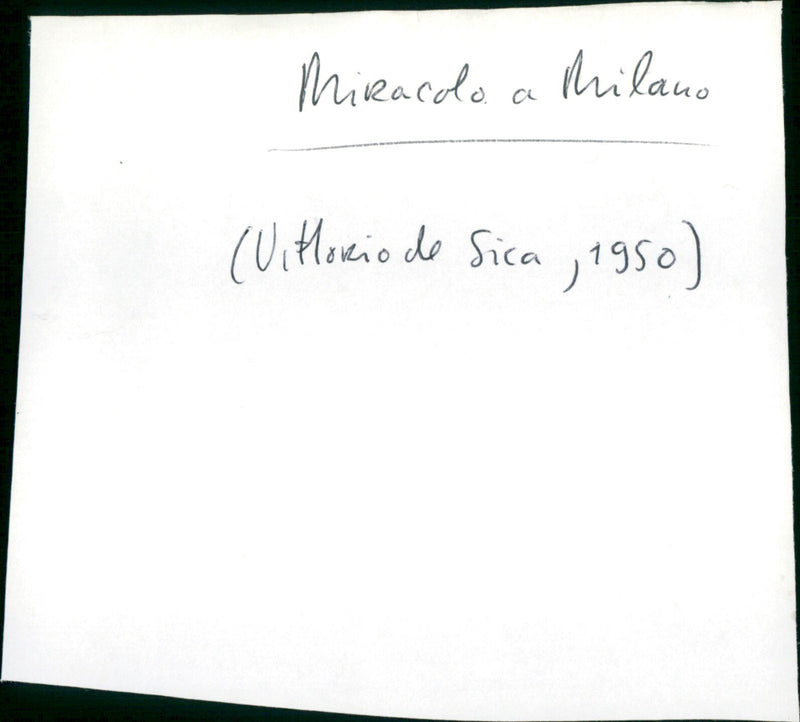 Miracolo a Milano
(Vittorio de Sica, 1950)